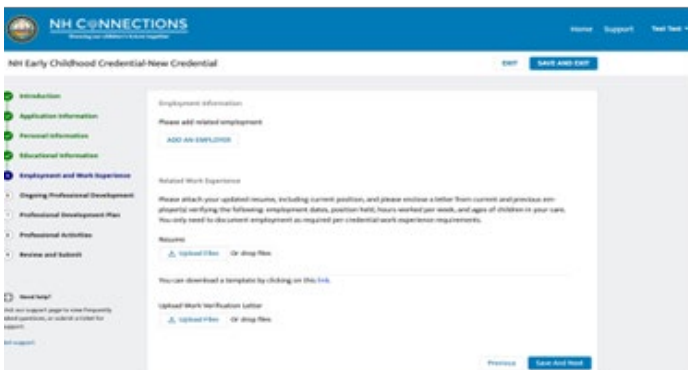 NH CONNECTIONS
Home Support Test Test
NH Early Childhood Credential-New Credential
EXIT SAVE AND EXIT
Introduction
Application Information
Personal Information
Educational Information
Employment and Work Experience
Ongoing Professional Development
Professional Development Plan
Professional Activities
Review and Submit
Need help?
our support page to view frequently
asked questions, or submit a ticket for
support.
support
Employment Information
Please add related employment
ADD AN EMPLOYER
Related Work Experience
Please attach your updated resume, including current position, and please enclose a letter from current and previous em-
ployer(s) verifying the following: employment dates, position held, hours worked per week, and ages of children in your care.
You only need to document employment as required per credential work experience requirements.
Resume
Upload Files Or drop files
You can download a template by clicking on this link.
Upload Work Verification Letter
Upload Files Or drop files
Previous Save And Next